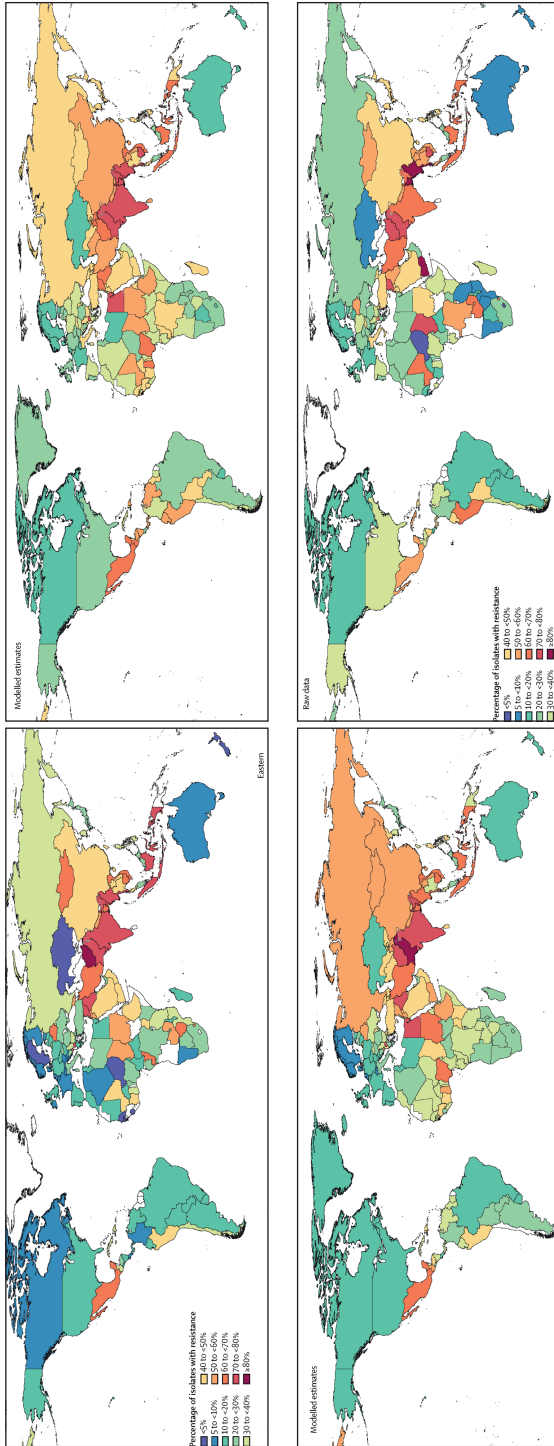 Modelled estimates
Raw data
Percentage of isolates with resistance
<5%
5 to <10%
10 to <20%
20 to <30%
30 to <40%
40 to <50%
50 to <60%
60 to <70%
70 to <80%
≥80%
Eastern
Percentage of isolates with resistance
<5%
5 to <10%
10 to <20%
20 to <30%
30 to <40%
40 to <50%
50 to <60%
60 to <70%
70 to <80%
≥80%
Modelled estimates